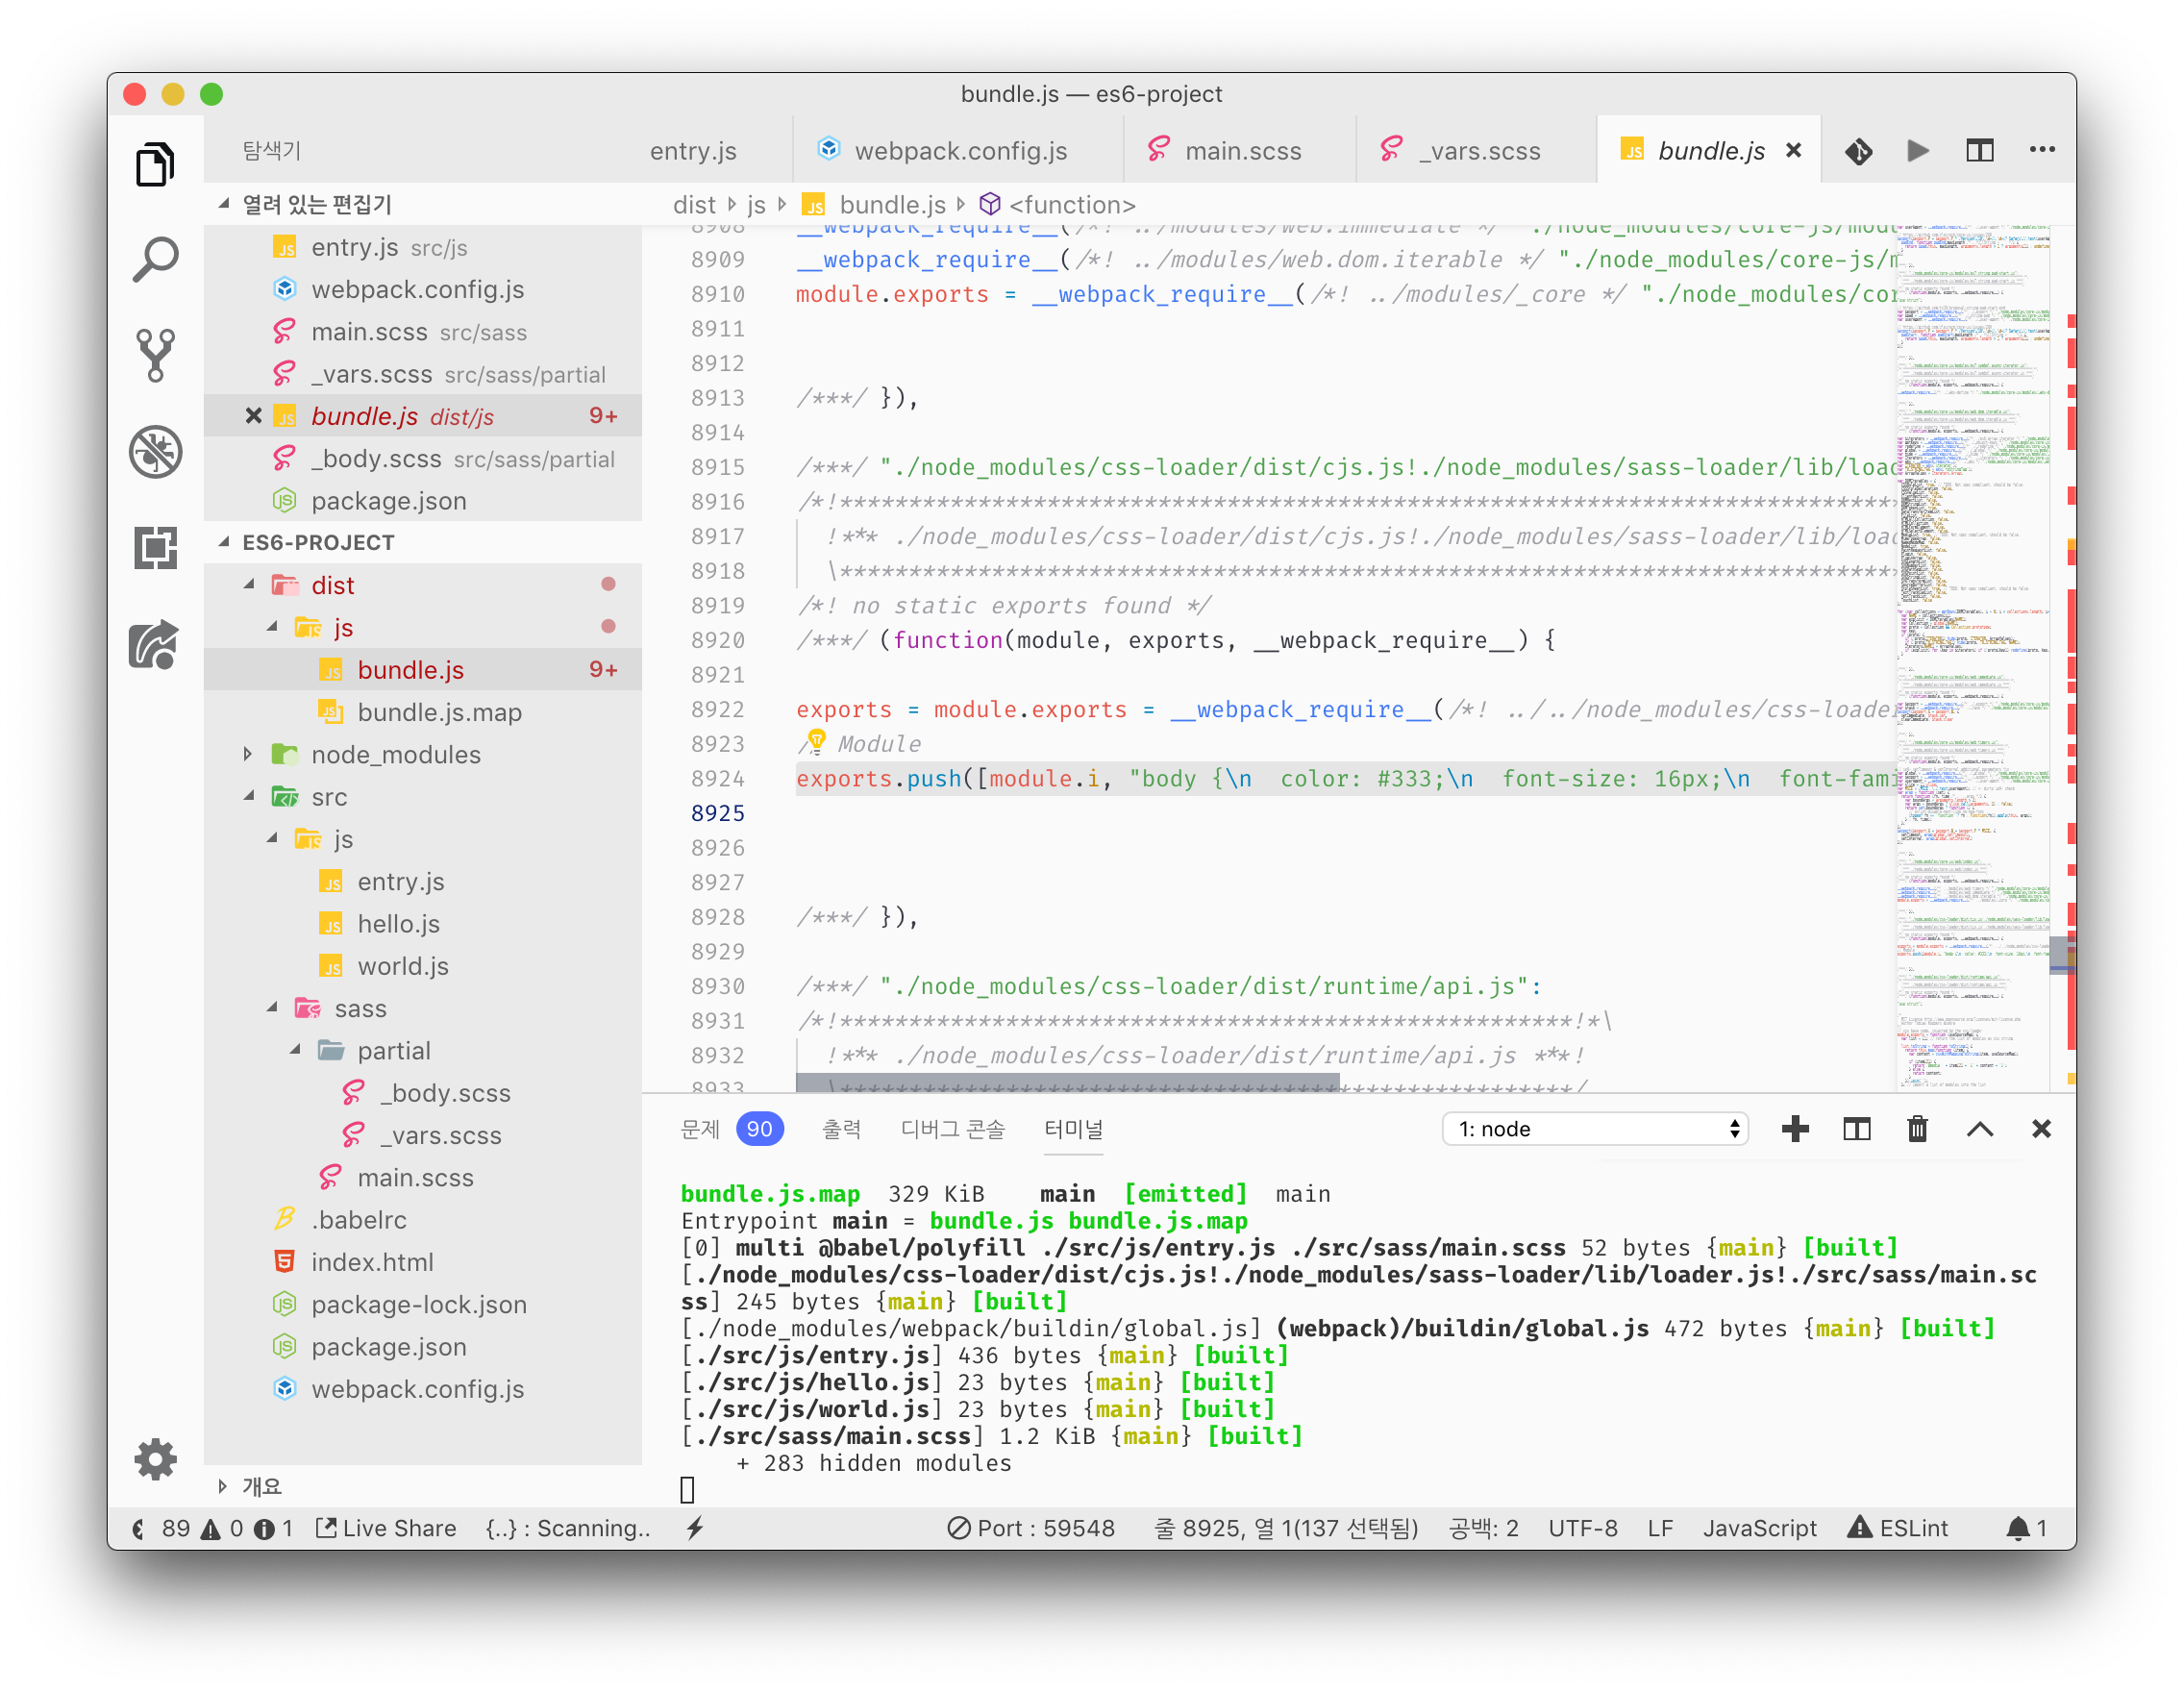 bundle.js — es6-project
탐색기
entry.js
webpack.config.js
main.scss
_vars.scss
bundle.js
열려 있는 편집기
dist js bundle.js <function>
entry.js src/js
webpack.config.js
main.scss src/sass
_vars.scss src/sass/partial
bundle.js dist/js 9+
_body.scss src/sass/partial
package.json
ES6-PROJECT
dist
js
bundle.js 9+
bundle.js.map
node_modules
src
js
entry.js
hello.js
world.js
sass
partial
_body.scss
_vars.scss
main.scss
.babelrc
index.html
package-lock.json
package.json
webpack.config.js
개요
8908 __webpack_require__(/*! ../modules/web.immediate */ "./node_modules/core-js/modu
8909 __webpack_require__(/*! ../modules/web.dom.iterable */ "./node_modules/core-js/m
8910 module.exports = __webpack_require__(/*! ../modules/_core */ "./node_modules/cor
8911
8912
8913 /***/ }),
8914
8915 /***/ "./node_modules/css-loader/dist/cjs.js!./node_modules/sass-loader/lib/loac
8916 /*!*****************************************************************************
8917 !*** ./node_modules/css-loader/dist/cjs.js!./node_modules/sass-loader/lib/loac
8918 \*****************************************************************************
8919 /*! no static exports found */
8920 /***/ (function(module, exports, __webpack_require__) {
8921
8922 exports = module.exports = __webpack_require__(/*! ../../node_modules/css-loade
8923 // Module
8924 exports.push([module.i, "body {\n  color: #333;\n  font-size: 16px;\n  font-fami
8925
8926
8927
8928 /***/ }),
8929
8930 /***/ "./node_modules/css-loader/dist/runtime/api.js":
8931 /*!*****************************************************!*\
8932 !*** ./node_modules/css-loader/dist/runtime/api.js ***!
8933 \*****************************************************/
문제 90 출력 디버그 콘솔 터미널
1: node
bundle.js.map  329 KiB    main  [emitted]  main
Entrypoint main = bundle.js bundle.js.map
[0] multi @babel/polyfill ./src/js/entry.js ./src/sass/main.scss 52 bytes {main} [built]
[./node_modules/css-loader/dist/cjs.js!./node_modules/sass-loader/lib/loader.js!./src/sass/main.sc
ss] 245 bytes {main} [built]
[./node_modules/webpack/buildin/global.js] (webpack)/buildin/global.js 472 bytes {main} [built]
[./src/js/entry.js] 436 bytes {main} [built]
[./src/js/hello.js] 23 bytes {main} [built]
[./src/js/world.js] 23 bytes {main} [built]
[./src/sass/main.scss] 1.2 KiB {main} [built]
+ 283 hidden modules
89 0 1 Live Share {..} : Scanning.. Port : 59548 줄 8925, 열 1(137 선택됨) 공백: 2 UTF-8 LF JavaScript ESLint 1